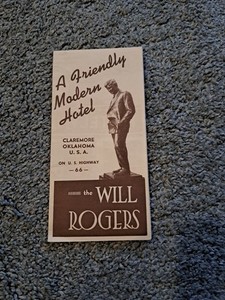 A Friendly
Modern
Hotel
CLAREMORE
OKLAHOMA
U. S. A.
ON U. S. HIGHWAY
—66—
the WILL
ROGERS